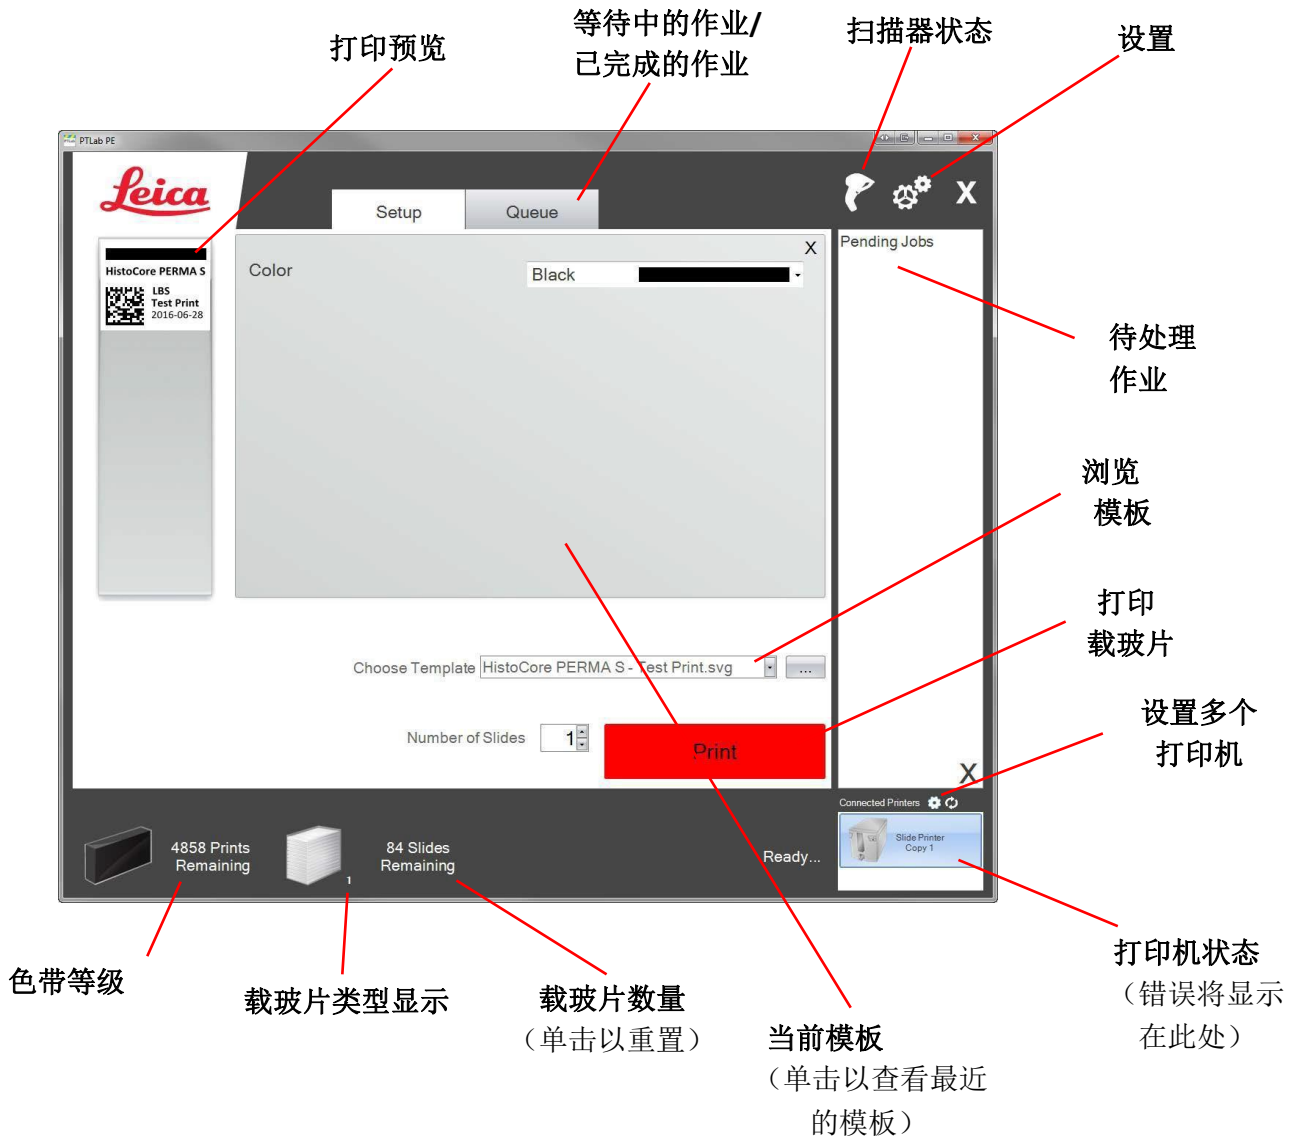 等待中的作业/
已完成的作业
打印预览
扫描器状态
设置
PTLab PE
Leica
Setup
Queue
X
HistoCore PERMA S
LBS
Test Print
2016-06-28
Color
Black
X
Pending Jobs
待处理
作业
浏览
模板
打印
载玻片
设置多个
打印机
Choose Template
HistoCore PERMA S - Test Print.svg
...
Number of Slides
1
Print
X
Connected Printers
Slide Printer
Copy 1
4858 Prints
Remaining
1
84 Slides
Remaining
Ready...
色带等级
载玻片类型显示
载玻片数量
（单击以重置）
当前模板
（单击以查看最近
的模板）
打印机状态
（错误将显示
在此处）